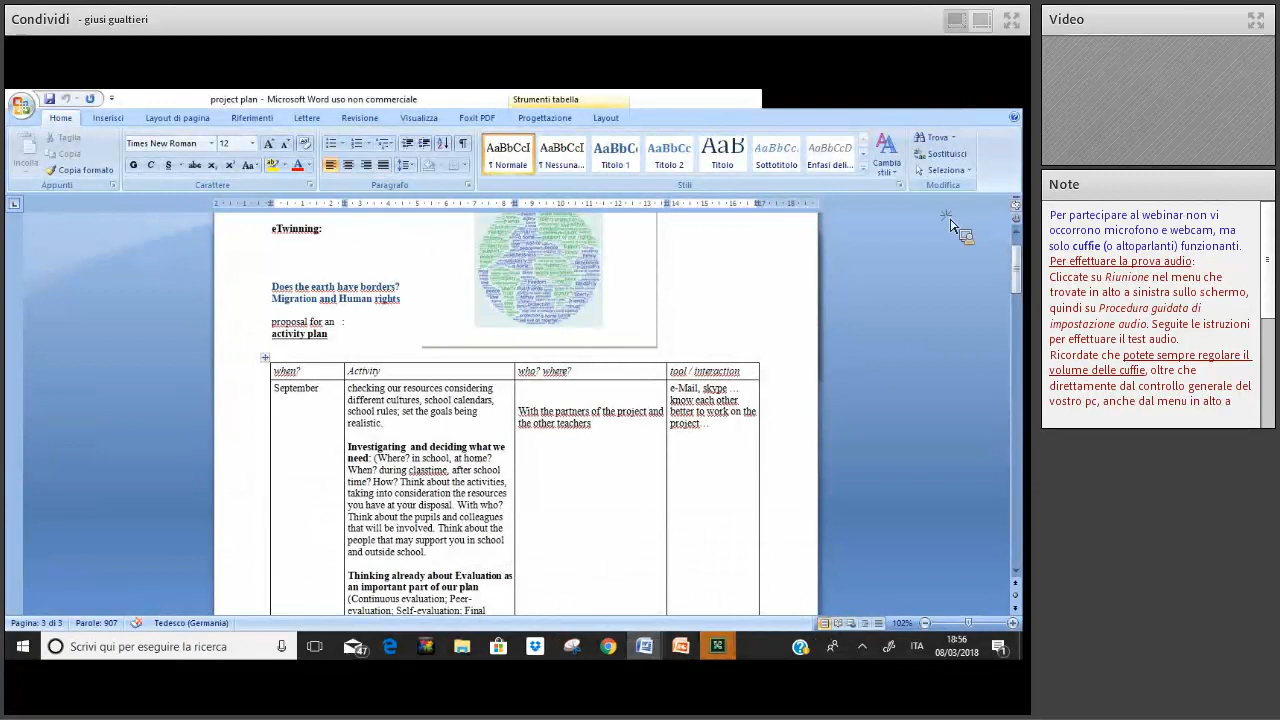 Condividi - giusi gualtieri
project plan - Microsoft Word uso non commerciale
Strumenti tabella
Home Inserisci Layout di pagina Riferimenti Lettere Revisione Visualizza Foxit PDF Progettazione Layout
Incolla
Taglia
Copia
Copia formato
Appunti
Times New Roman 12
Carattere
Paragrafo
AaBbCcI AaBbCcI AaBbC AaBbCc AaB AaBbCc AaBbCcD
¶ Normale ¶ Nessuna... Titolo 1 Titolo 2 Titolo Sottotitolo Enfasi deli...
Stili
Cambia
stili
Trova
Sostituisci
Seleziona
Modifica
eTwinning:
Does the earth have borders?
Migration and Human rights
proposal for an :
activity plan
when? Activity who? where? tool / interaction
September
checking our resources considering
different cultures, school calendars,
school rules; set the goals being
realistic.
Investigating and deciding what we
need: (Where? in school, at home?
When? during classtime, after school
time? How? Think about the activities,
taking into consideration the resources
you have at your disposal. With who?
Think about the pupils and colleagues
that will be involved. Think about the
people that may support you in school
and outside school.
Thinking already about Evaluation as
an important part of our plan
(Continuous evaluation; Peer-
evaluation; Self-evaluation; Final
With the partners of the project and
the other teachers
e-Mail, skype …
know each other
better to work on the
project…
Pagina: 3 di 3 Parole: 907 Tedesco (Germania) 102%
Scrivi qui per eseguire la ricerca
47
ITA
18:56
08/03/2018
1
Video
Note
Per partecipare al webinar non vi
occorrono microfono e webcam, ma
solo cuffie (o altoparlanti) funzionanti.
Per effettuare la prova audio:
Cliccate su Riunione nel menu che
trovate in alto a sinistra sullo schermo,
quindi su Procedura guidata di
impostazione audio. Seguite le istruzioni
per effettuare il test audio.
Ricordate che potete sempre regolare il
volume delle cuffie, oltre che
direttamente dal controllo generale del
vostro pc, anche dal menu in alto a